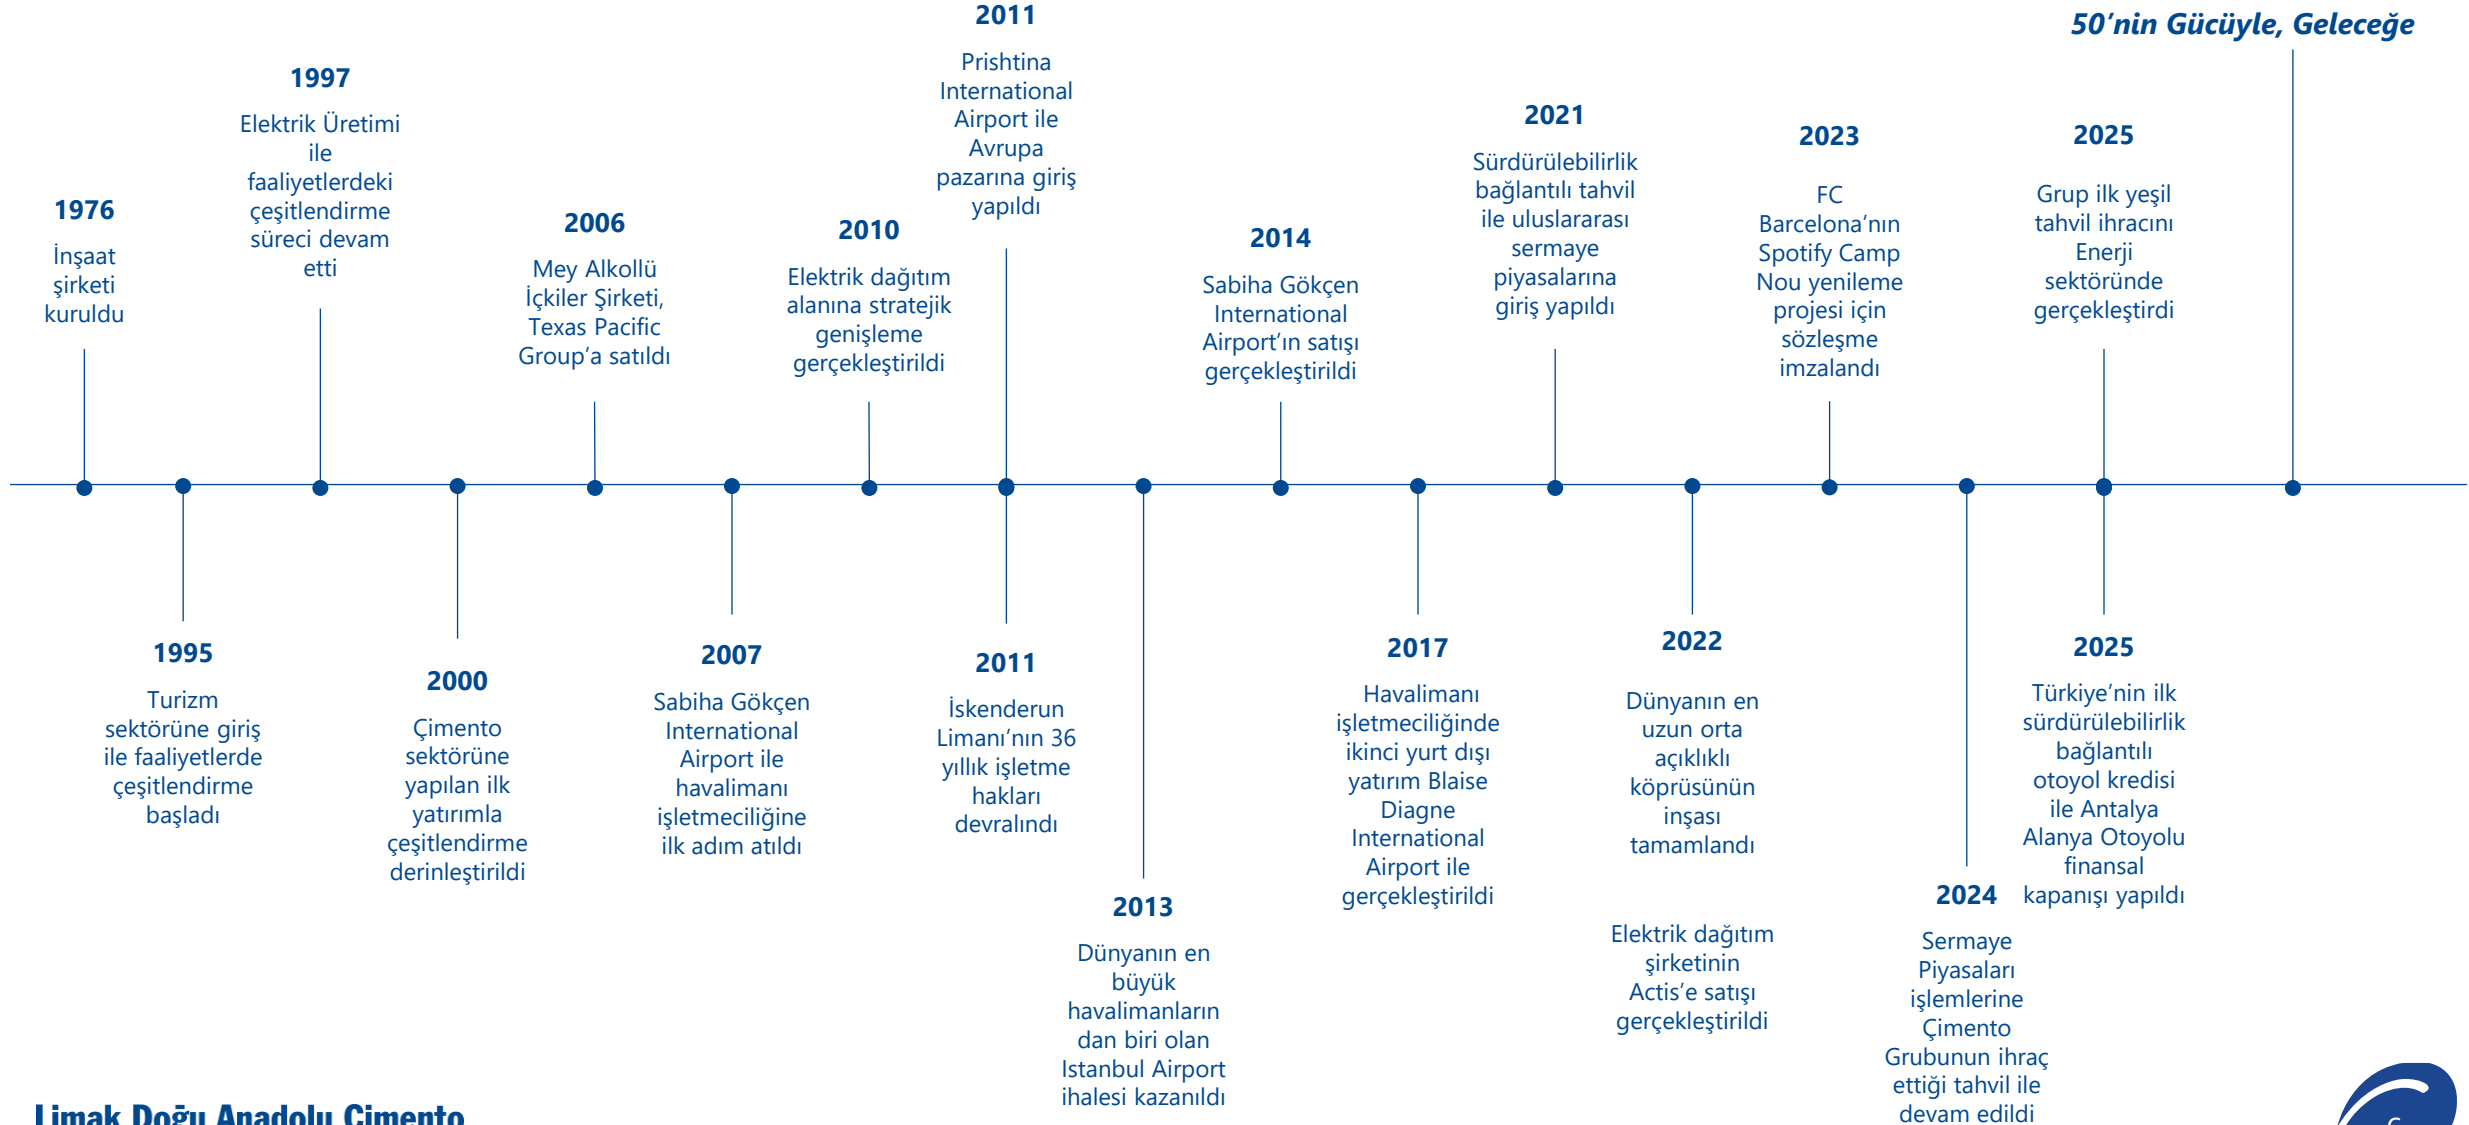 50’nin Gücüyle, Geleceğe
1976
İnşaat
şirketi
kuruldu
1997
Elektrik Üretimi
ile
faaliyetlerdeki
çeşitlendirme
süreci devam
etti
2006
Mey Alkollü
İçkiler Şirketi,
Texas Pacific
Group’a satıldı
2010
Elektrik dağıtım
alanına stratejik
genişleme
gerçekleştirildi
2011
Prishtina
International
Airport ile
Avrupa
pazarına giriş
yapıldı
2014
Sabiha Gökçen
International
Airport’ın satışı
gerçekleştirildi
2021
Sürdürülebilirlik
bağlantılı tahvil
ile uluslararası
sermaye
piyasalarına
giriş yapıldı
2023
FC
Barcelona’nın
Spotify Camp
Nou yenileme
projesi için
sözleşme
imzalandı
2025
Grup ilk yeşil
tahvil ihracını
Enerji
sektöründe
gerçekleştirdi
1995
Turizm
sektörüne giriş
ile faaliyetlerde
çeşitlendirme
başladı
2000
Çimento
sektörüne
yapılan ilk
yatırımla
çeşitlendirme
derinleştirildi
2007
Sabiha Gökçen
International
Airport ile
havalimanı
işletmeciliğine
ilk adım atıldı
2011
İskenderun
Limanı’nın 36
yıllık işletme
hakları
devralındı
2013
Dünyanın en
büyük
havalimanların
dan biri olan
Istanbul Airport
ihalesi kazanıldı
2017
Havalimanı
işletmeciliğinde
ikinci yurt dışı
yatırım Blaise
Diagne
International
Airport ile
gerçekleştirildi
2022
Dünyanın en
uzun orta
açıklıklı
köprüsünün
inşası
tamamlandı
Elektrik dağıtım
şirketinin
Actis’e satışı
gerçekleştirildi
2024
Sermaye
Piyasaları
işlemlerine
Çimento
Grubunun ihraç
ettiği tahvil ile
devam edildi
2025
Türkiye’nin ilk
sürdürülebilirlik
bağlantılı
otoyol kredisi
ile Antalya
Alanya Otoyolu
finansal
kapanışı yapıldı
Limak Doğu Anadolu Çimento